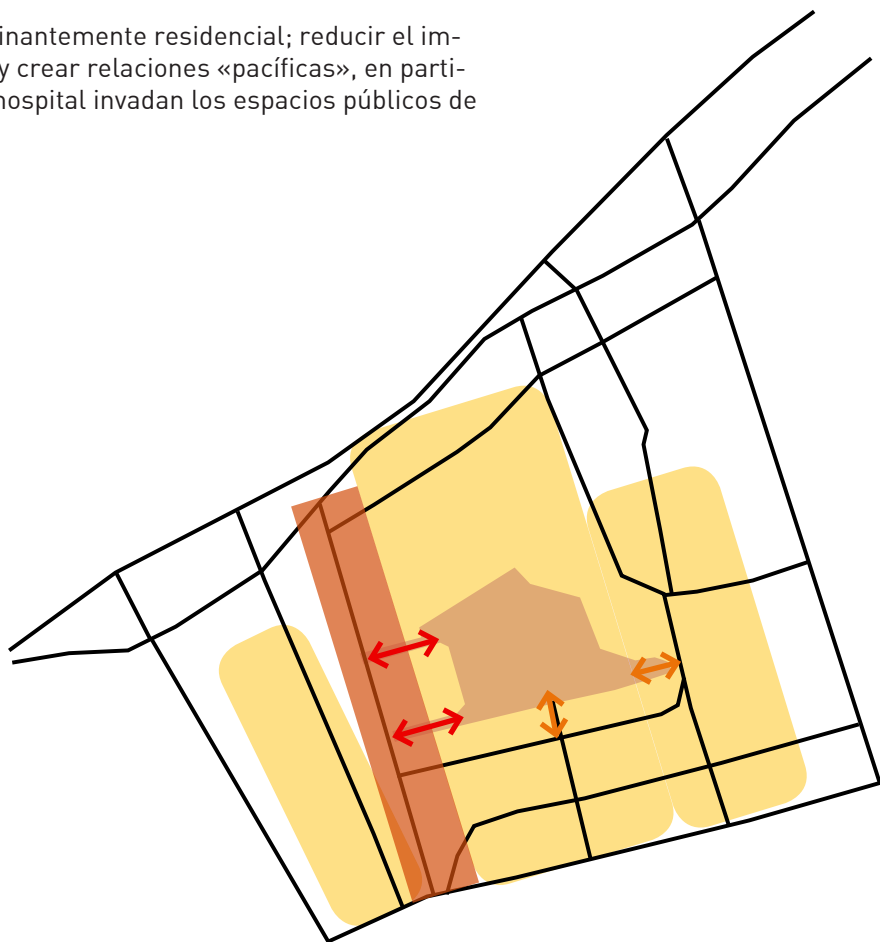 inantemente residencial; reducir el im-
y crear relaciones «pacíficas», en parti-
hospital invadan los espacios públicos de